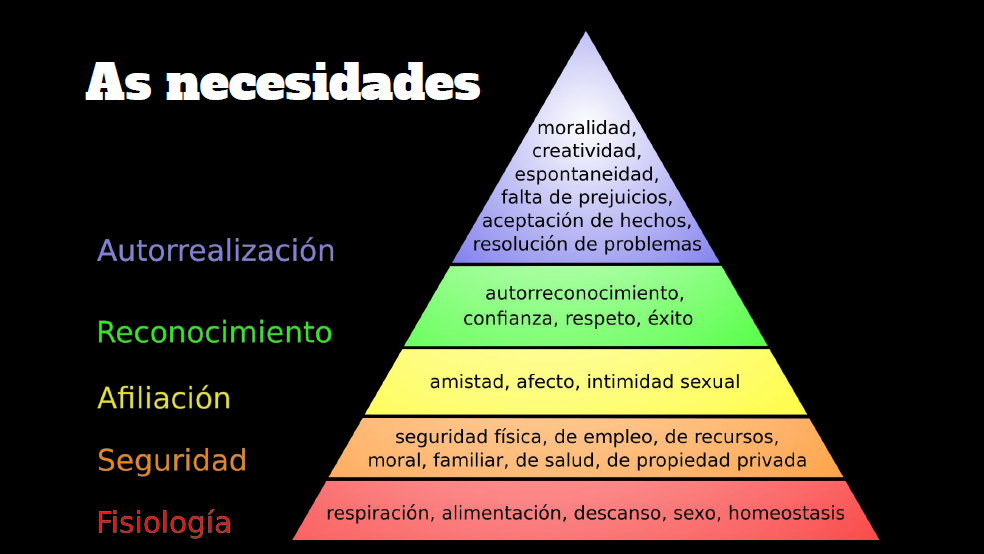 As necesidades
moralidad,
creatividad,
espontaneidad,
falta de prejuicios,
aceptación de hechos,
resolución de problemas
Autorrealización
autorreconocimiento,
confianza, respeto, éxito
Reconocimiento
amistad, afecto, intimidad sexual
Afiliación
seguridad física, de empleo, de recursos,
moral, familiar, de salud, de propiedad privada
Seguridad
respiración, alimentación, descanso, sexo, homeostasis
Fisiología